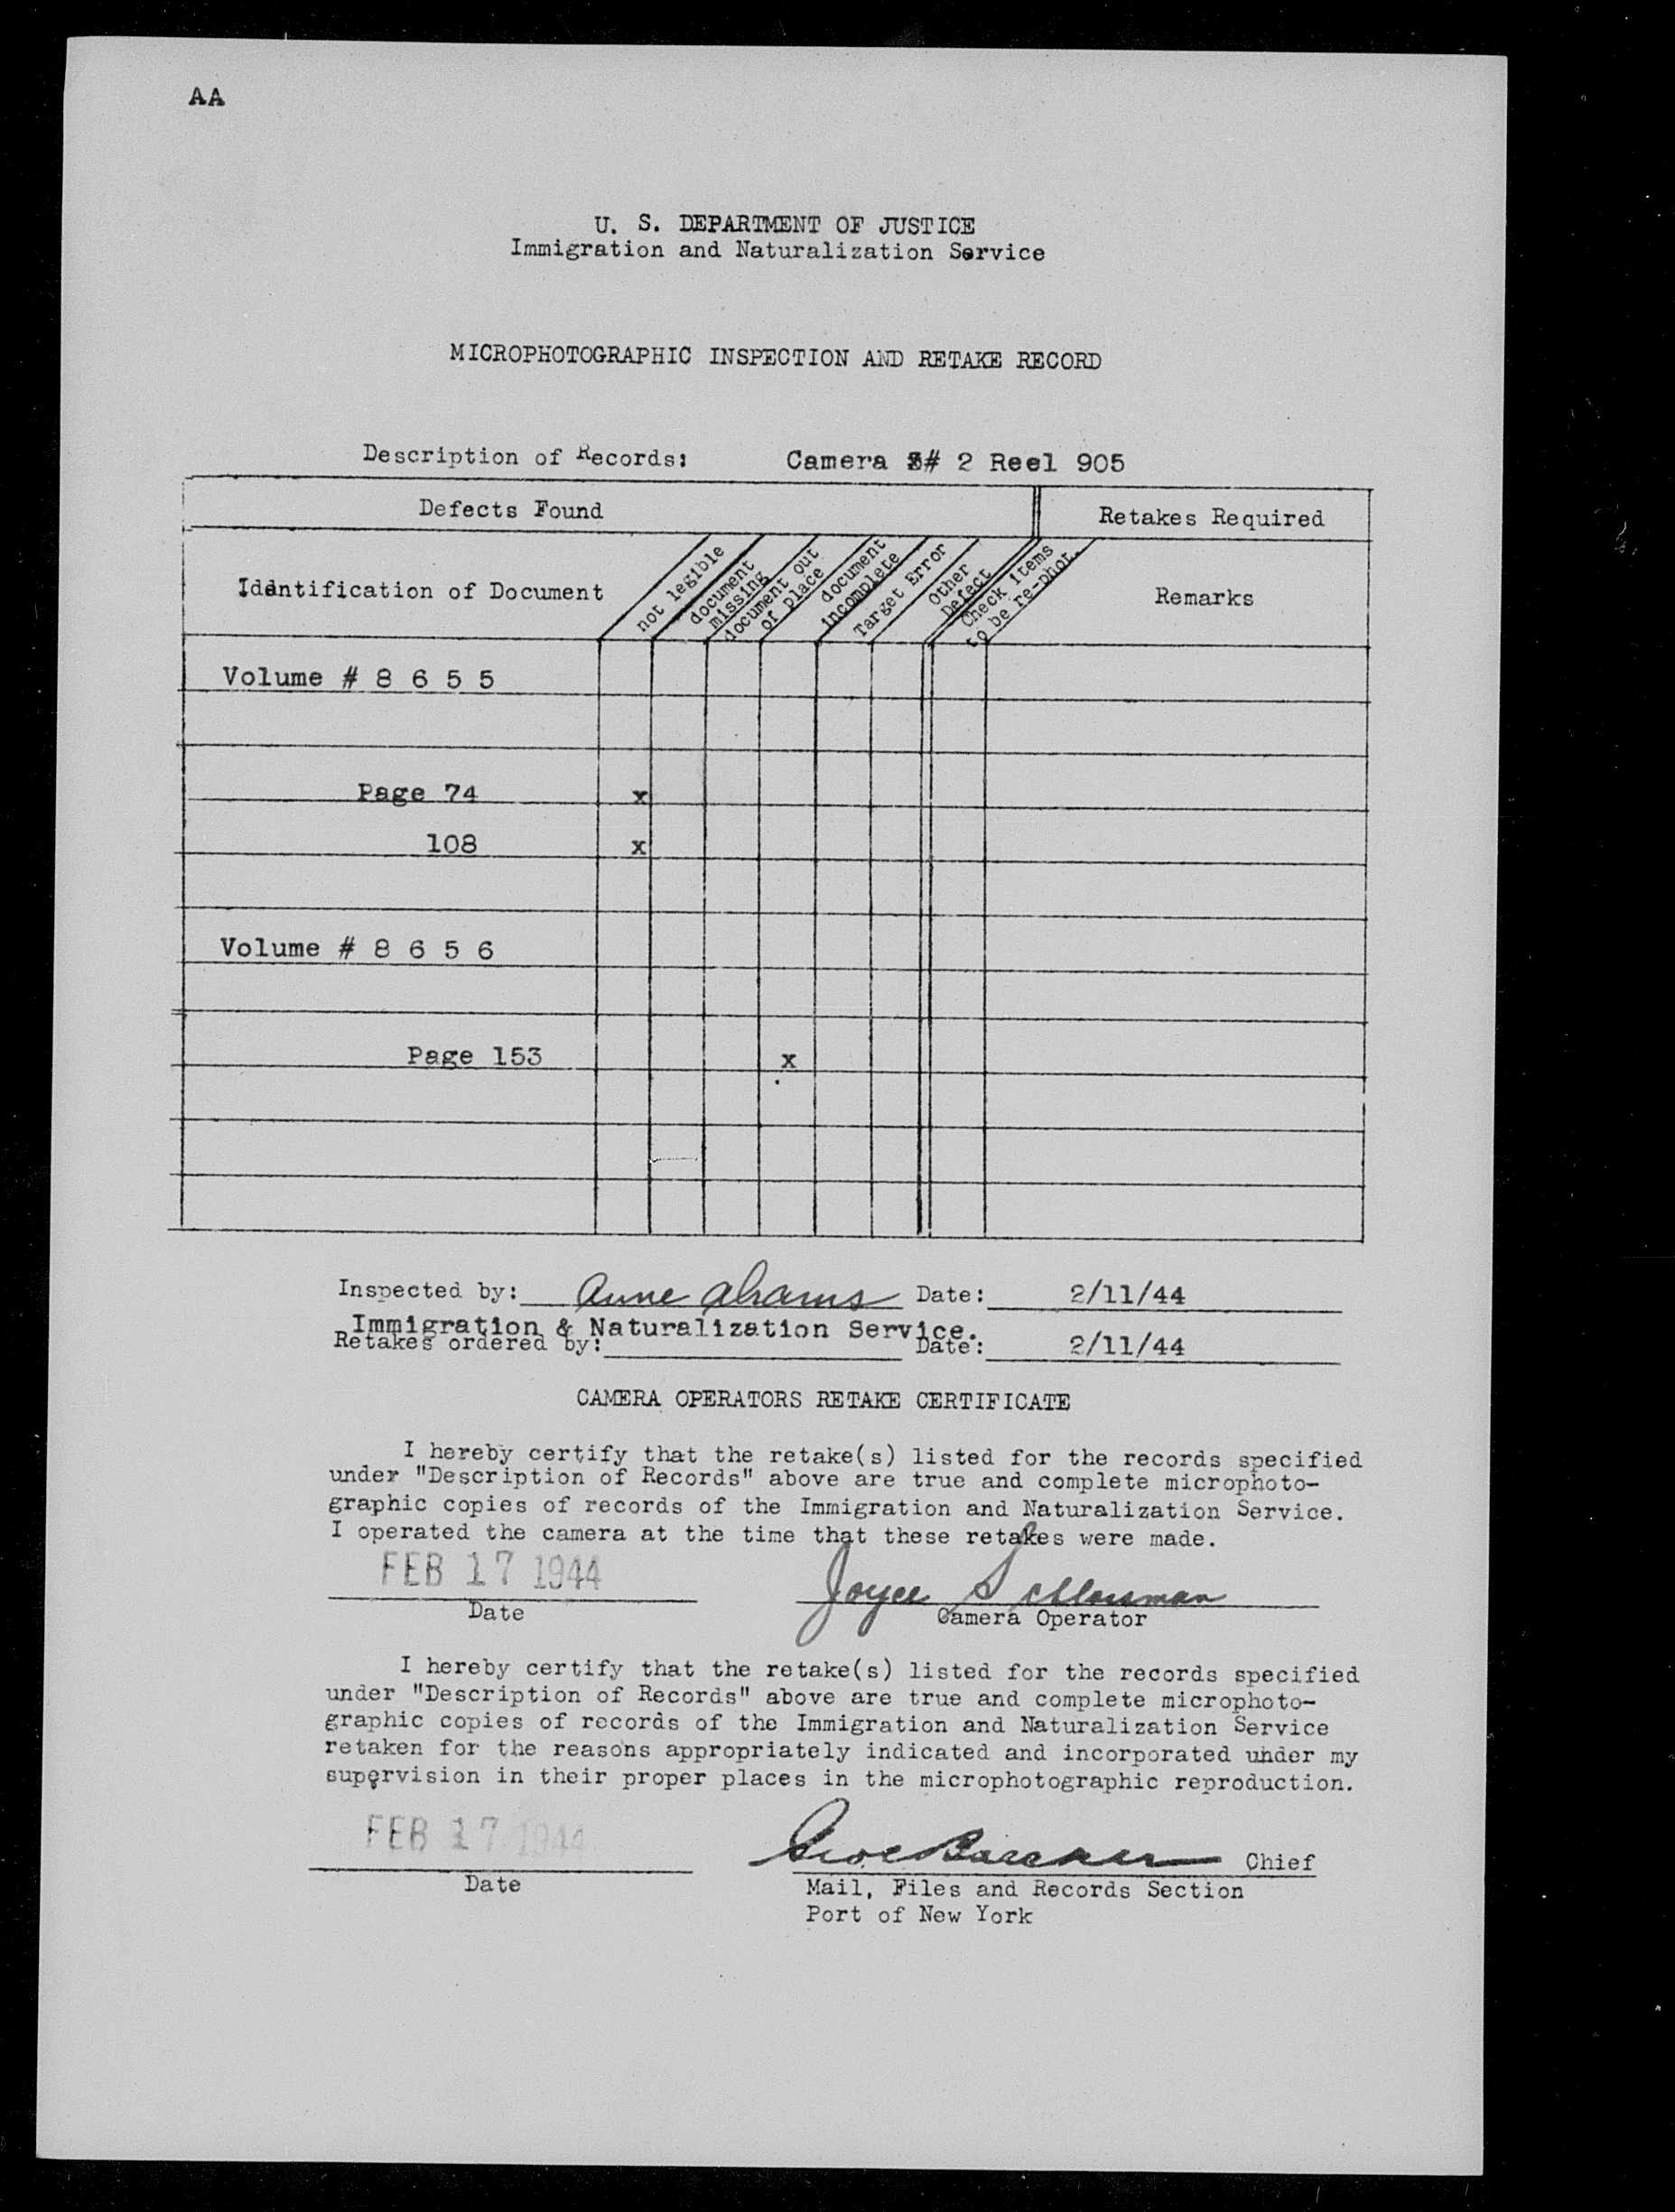 AA
U. S. DEPARTMENT OF JUSTICE
Immigration and Naturalization Service
MICROPHOTOGRAPHIC INSPECTION AND RETAKE RECORD
Description of Records: Camera # 2 Reel 905
Defects Found Retakes Required
Identification of Document
not legible
document missing
document out of place
document incomplete
Target Error
Other Defect
Check items to be re-phot.
Remarks
Volume # 8 6 5 5
Page 74 x
108 x
Volume # 8 6 5 6
Page 153 x
Inspected by: Anne Abrams Date: 2/11/44
Immigration & Naturalization Service.
Retakes ordered by: Date: 2/11/44
CAMERA OPERATORS RETAKE CERTIFICATE
I hereby certify that the retake(s) listed for the records specified
under "Description of Records" above are true and complete microphoto-
graphic copies of records of the Immigration and Naturalization Service.
I operated the camera at the time that these retakes were made.
FEB 17 1944 Joyce Schlossman
Date Camera Operator
I hereby certify that the retake(s) listed for the records specified
under "Description of Records" above are true and complete microphoto-
graphic copies of records of the Immigration and Naturalization Service
retaken for the reasons appropriately indicated and incorporated under my
supervision in their proper places in the microphotographic reproduction.
FEB 17 1944 Chief
Date Mail, Files and Records Section
Port of New York